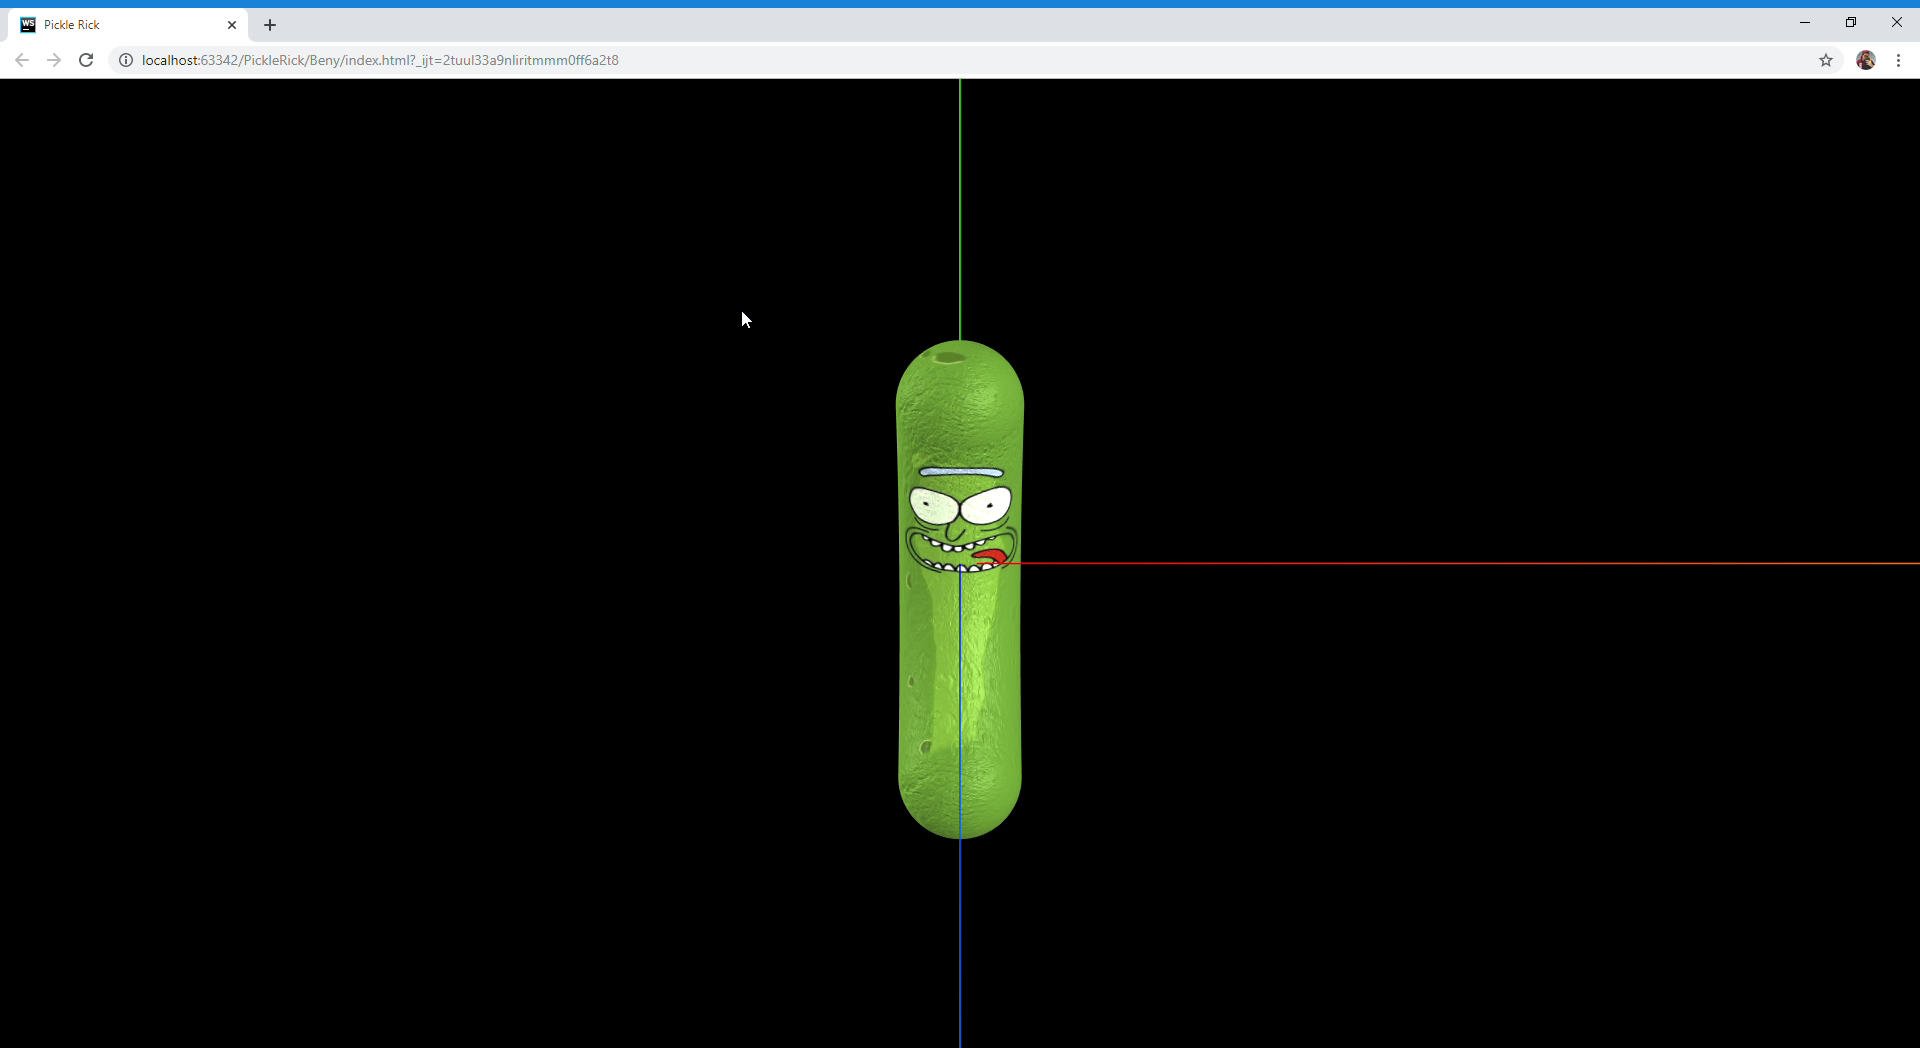 WS
Pickle Rick
localhost:63342/PickleRick/Beny/index.html?_ijt=2tuul33a9nliritmmm0ff6a2t8